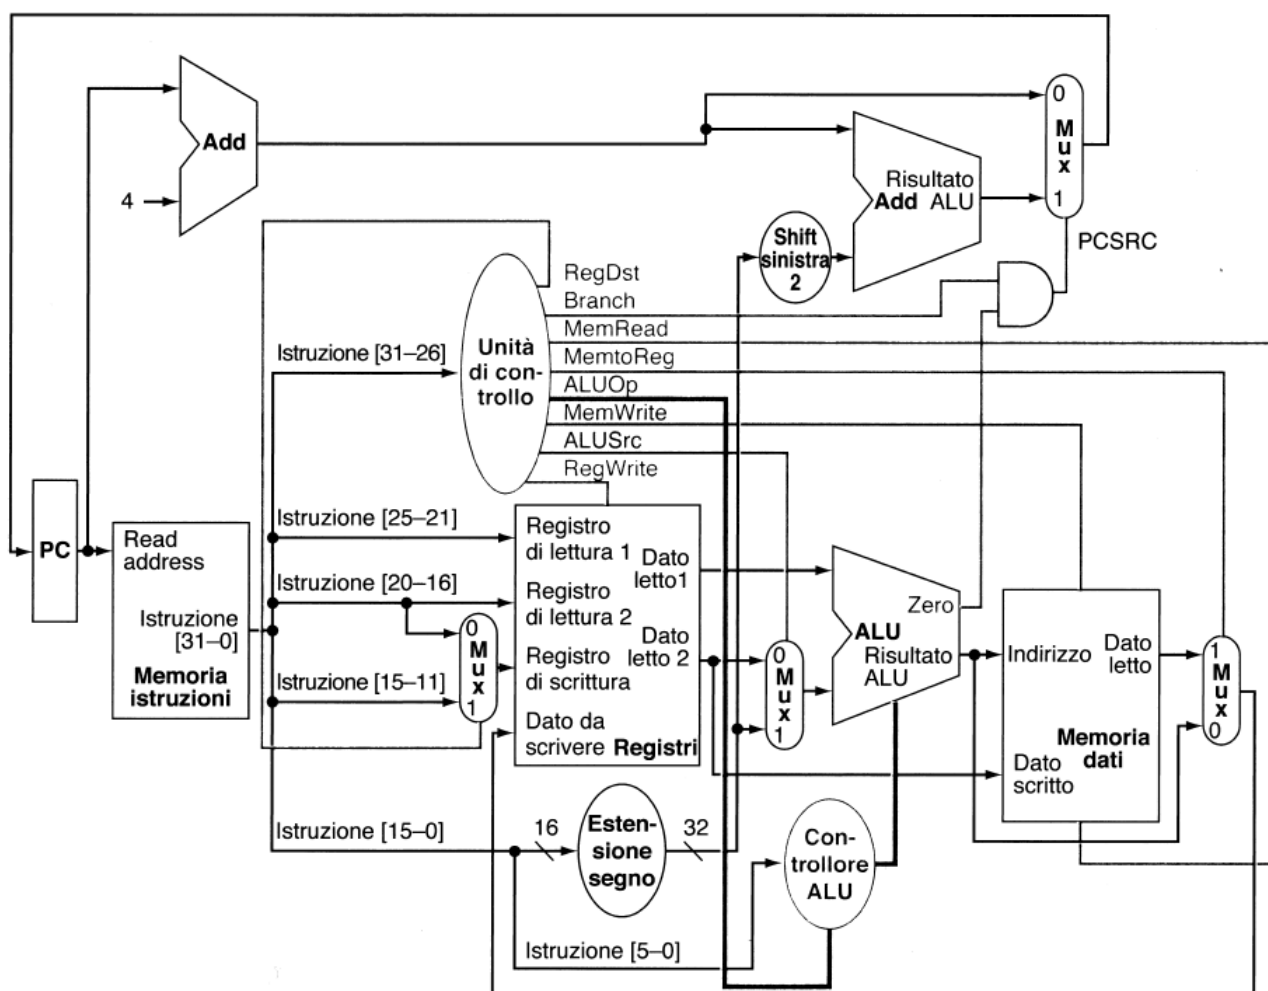 0
Mux
1
Add
4
Risultato
Add ALU
Shift
sinistra
2
PCSRC
RegDst
Branch
MemRead
MemtoReg
ALUOp
MemWrite
ALUSrc
RegWrite
Unità
di con-
trollo
Istruzione [31–26]
PC
Read
address
Istruzione
[31–0]
Memoria
istruzioni
Istruzione [25–21]
Istruzione [20–16]
Istruzione [15–11]
0
Mux
1
Registro
di lettura 1
Registro
di lettura 2
Registro
di scrittura
Dato da
scrivere Registri
Dato
letto1
Dato
letto 2
0
Mux
1
Zero
ALU
Risultato
ALU
Indirizzo
Dato
letto
Memoria
dati
Dato
scritto
1
Mux
0
Istruzione [15–0]
16
Esten-
sione
segno
32
Con-
trollore
ALU
Istruzione [5–0]